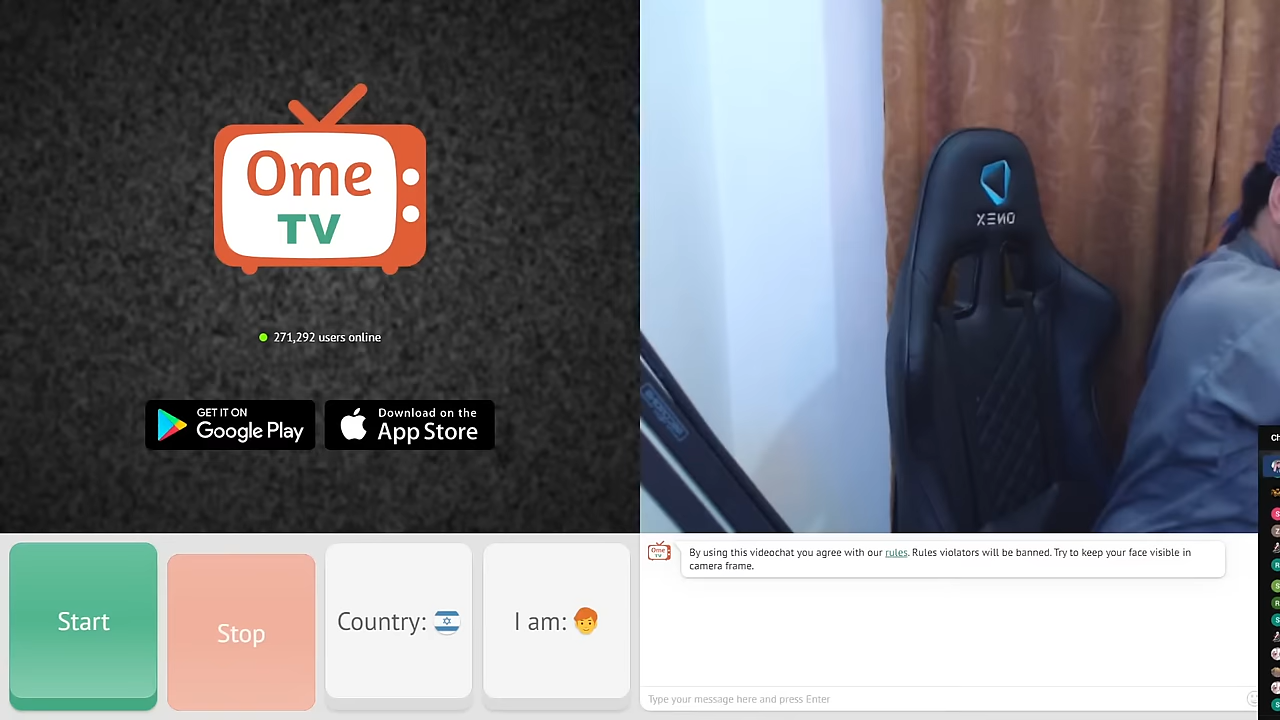 Ome
TV
271,292 users online
GET IT ON
Google Play
Download on the
App Store
Start
Stop
Country:
I am:
XENO
By using this videochat you agree with our rules. Rules violators will be banned. Try to keep your face visible in
camera frame.
Type your message here and press Enter
Ch